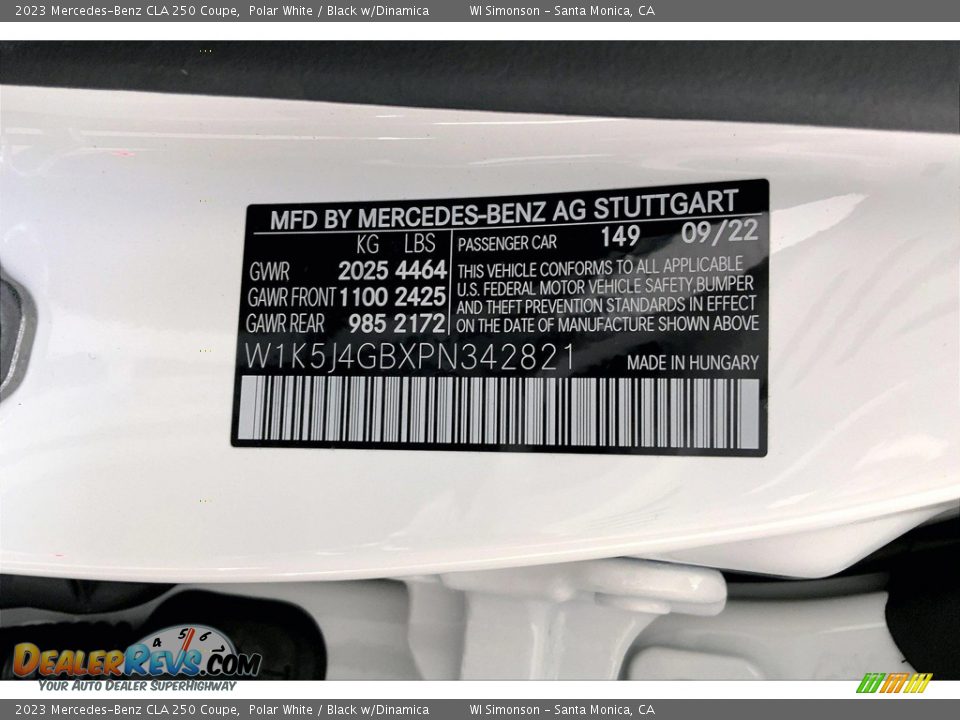 2023 Mercedes-Benz CLA 250 Coupe, Polar White / Black w/Dinamica WI Simonson - Santa Monica, CA
MFD BY MERCEDES-BENZ AG STUTTGART
KG LBS
GVWR 2025 4464
GAWR FRONT 1100 2425
GAWR REAR 985 2172
PASSENGER CAR 149 09/22
THIS VEHICLE CONFORMS TO ALL APPLICABLE
U.S. FEDERAL MOTOR VEHICLE SAFETY,BUMPER
AND THEFT PREVENTION STANDARDS IN EFFECT
ON THE DATE OF MANUFACTURE SHOWN ABOVE
W1K5J4GBXPN342821 MADE IN HUNGARY
4 5 6
DEALERREVS.COM
YOUR AUTO DEALER SUPERHIGHWAY
2023 Mercedes-Benz CLA 250 Coupe, Polar White / Black w/Dinamica WI Simonson - Santa Monica, CA